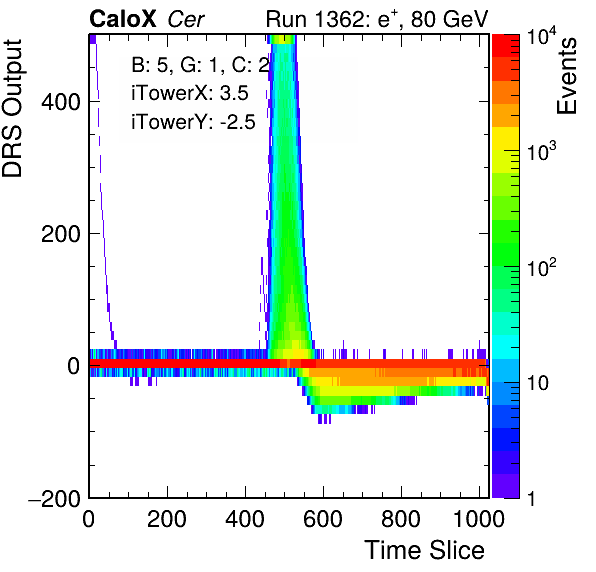 CaloX Cer Run 1362: e⁺, 80 GeV
B: 5, G: 1, C: 2
iTowerX: 3.5
iTowerY: -2.5
DRS Output
400
200
0
−200
0 200 400 600 800 1000
Time Slice
Events
10⁴
10³
10²
10
1